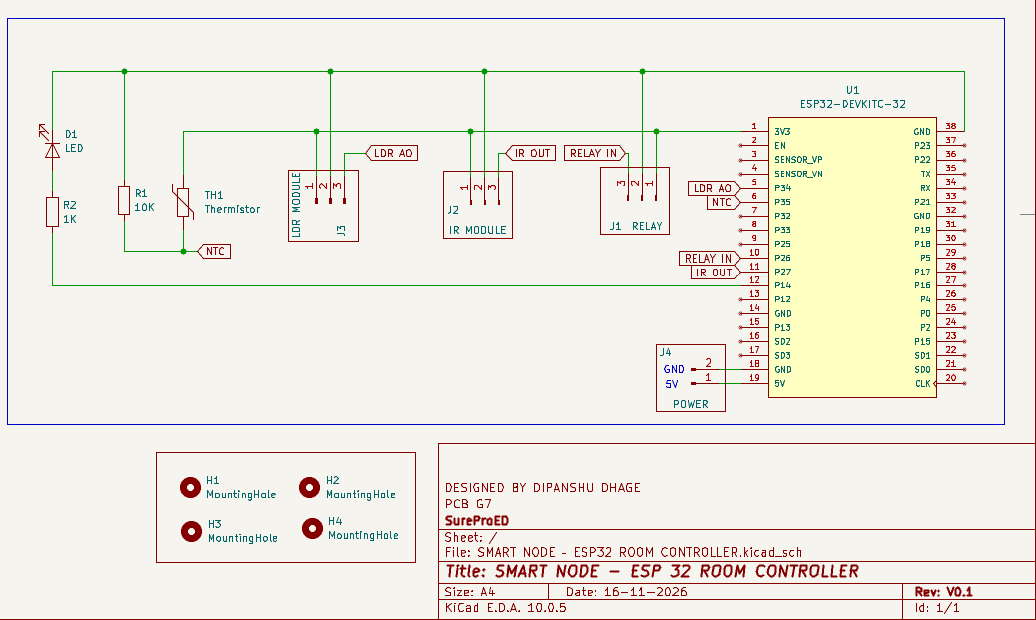 U1
ESP32-DEVKITC-32
D1
LED
R2
1K
R1
10K
TH1
Thermistor
NTC
LDR MODULE
1
2
3
J3
LDR AO
1
2
3
J2
IR MODULE
IR OUT
RELAY IN
3
2
1
J1 RELAY
LDR AO
NTC
RELAY IN
IR OUT
1 3V3 GND 38
2 EN P23 37
3 SENSOR_VP P22 36
4 SENSOR_VN TX 35
5 P34 RX 34
6 P35 P21 33
7 P32 GND 32
8 P33 P19 31
9 P25 P18 30
10 P26 P5 29
11 P27 P17 28
12 P14 P16 27
13 P12 P4 26
14 GND P0 25
15 P13 P2 24
16 SD2 P15 23
17 SD3 SD1 22
18 GND SD0 21
19 5V CLK 20
J4
GND 2
5V 1
POWER
H1
MountingHole
H2
MountingHole
H3
MountingHole
H4
MountingHole
DESIGNED BY DIPANSHU DHAGE
PCB G7
SureProED
Sheet: /
File: SMART NODE - ESP32 ROOM CONTROLLER.kicad_sch
Title: SMART NODE - ESP 32 ROOM CONTROLLER
Size: A4 Date: 16-11-2026 Rev: V0.1
KiCad E.D.A. 10.0.5 Id: 1/1